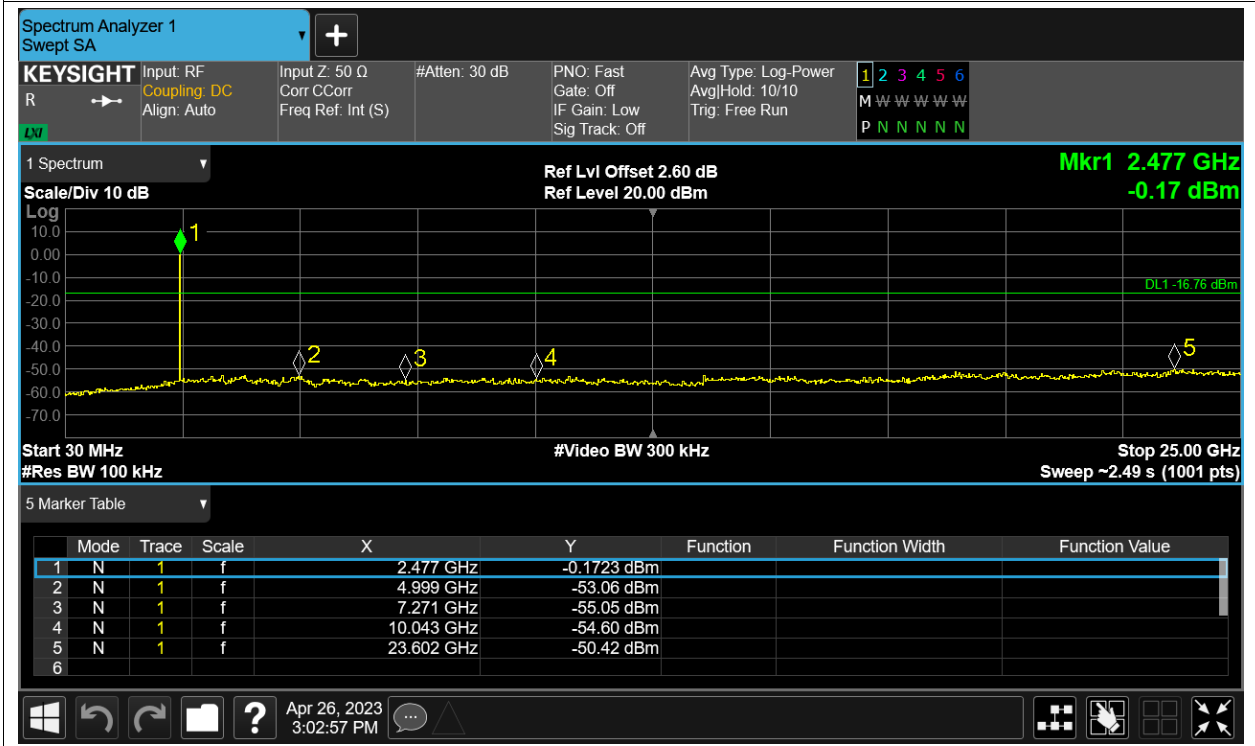 Spectrum Analyzer 1
Swept SA
+
KEYSIGHT Input: RF Input Z: 50 Ω #Atten: 30 dB PNO: Fast Avg Type: Log-Power 1 2 3 4 5 6
R Coupling: DC Corr CCorr Gate: Off Avg|Hold: 10/10 M W W W W W
Align: Auto Freq Ref: Int (S) IF Gain: Low Trig: Free Run
LXI Sig Track: Off P N N N N N
1 Spectrum Ref Lvl Offset 2.60 dB Mkr1 2.477 GHz
Scale/Div 10 dB Ref Level 20.00 dBm -0.17 dBm
Log
10.0 1
0.00
-10.0
DL1 -16.76 dBm
-20.0
-30.0
-40.0 2 3 4 5
-50.0
-60.0
-70.0
Start 30 MHz #Video BW 300 kHz Stop 25.00 GHz
#Res BW 100 kHz Sweep ~2.49 s (1001 pts)
5 Marker Table
Mode Trace Scale X Y Function Function Width Function Value
1 N 1 f 2.477 GHz -0.1723 dBm
2 N 1 f 4.999 GHz -53.06 dBm
3 N 1 f 7.271 GHz -55.05 dBm
4 N 1 f 10.043 GHz -54.60 dBm
5 N 1 f 23.602 GHz -50.42 dBm
6
? Apr 26, 2023
3:02:57 PM